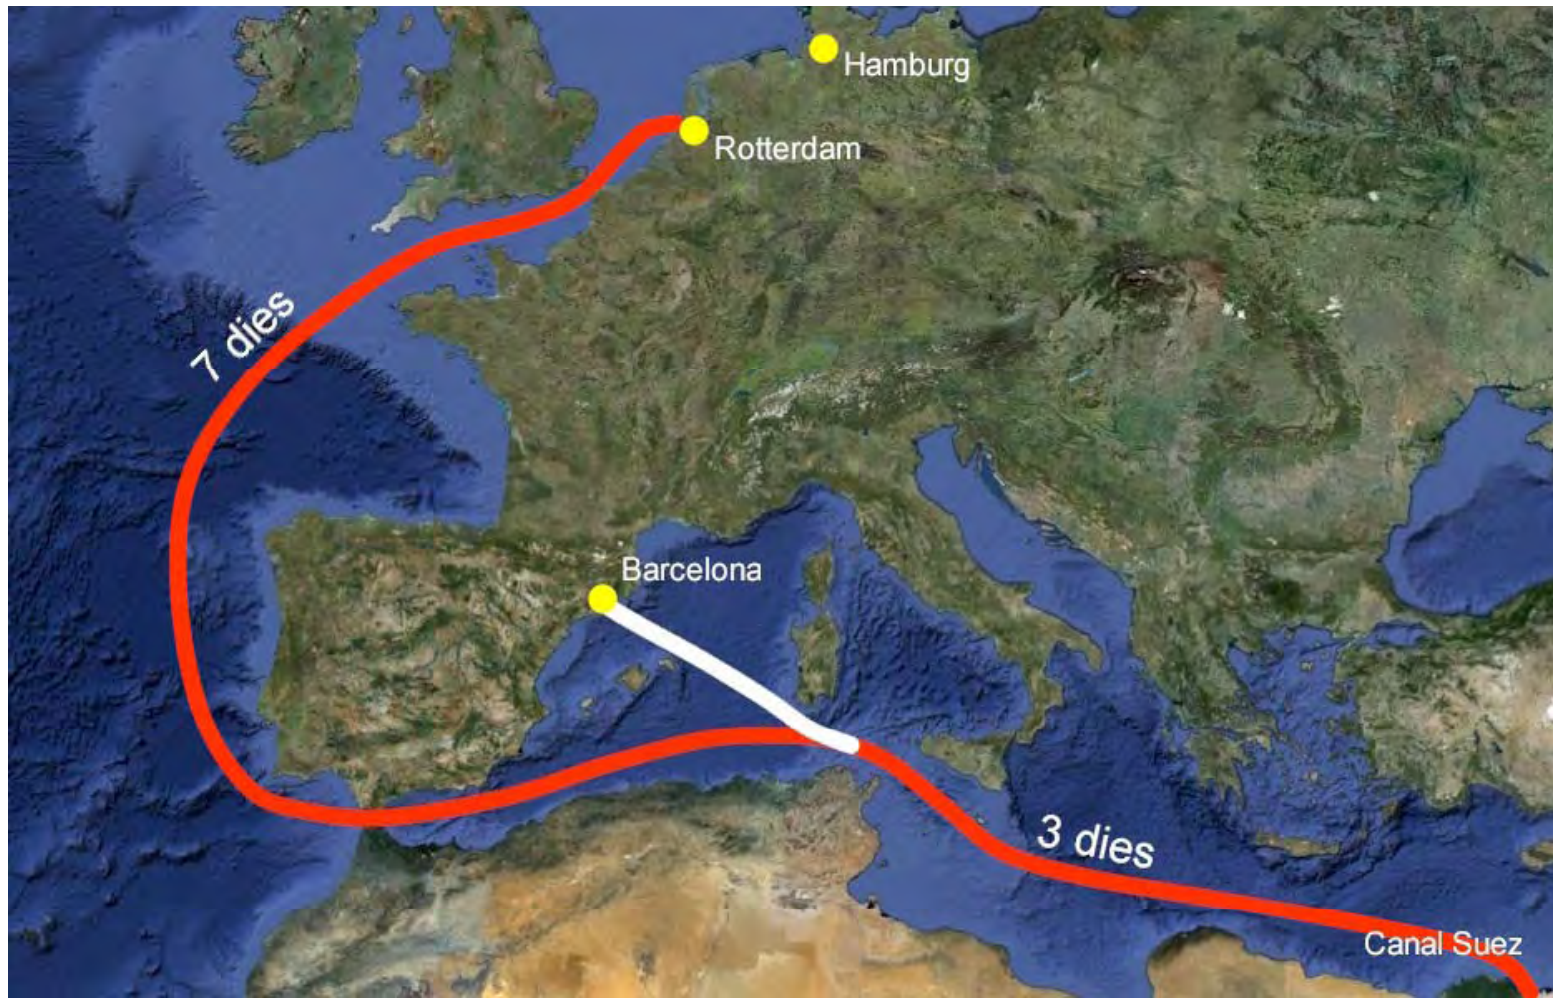 Hamburg
Rotterdam
7 dies
Barcelona
3 dies
Canal Suez